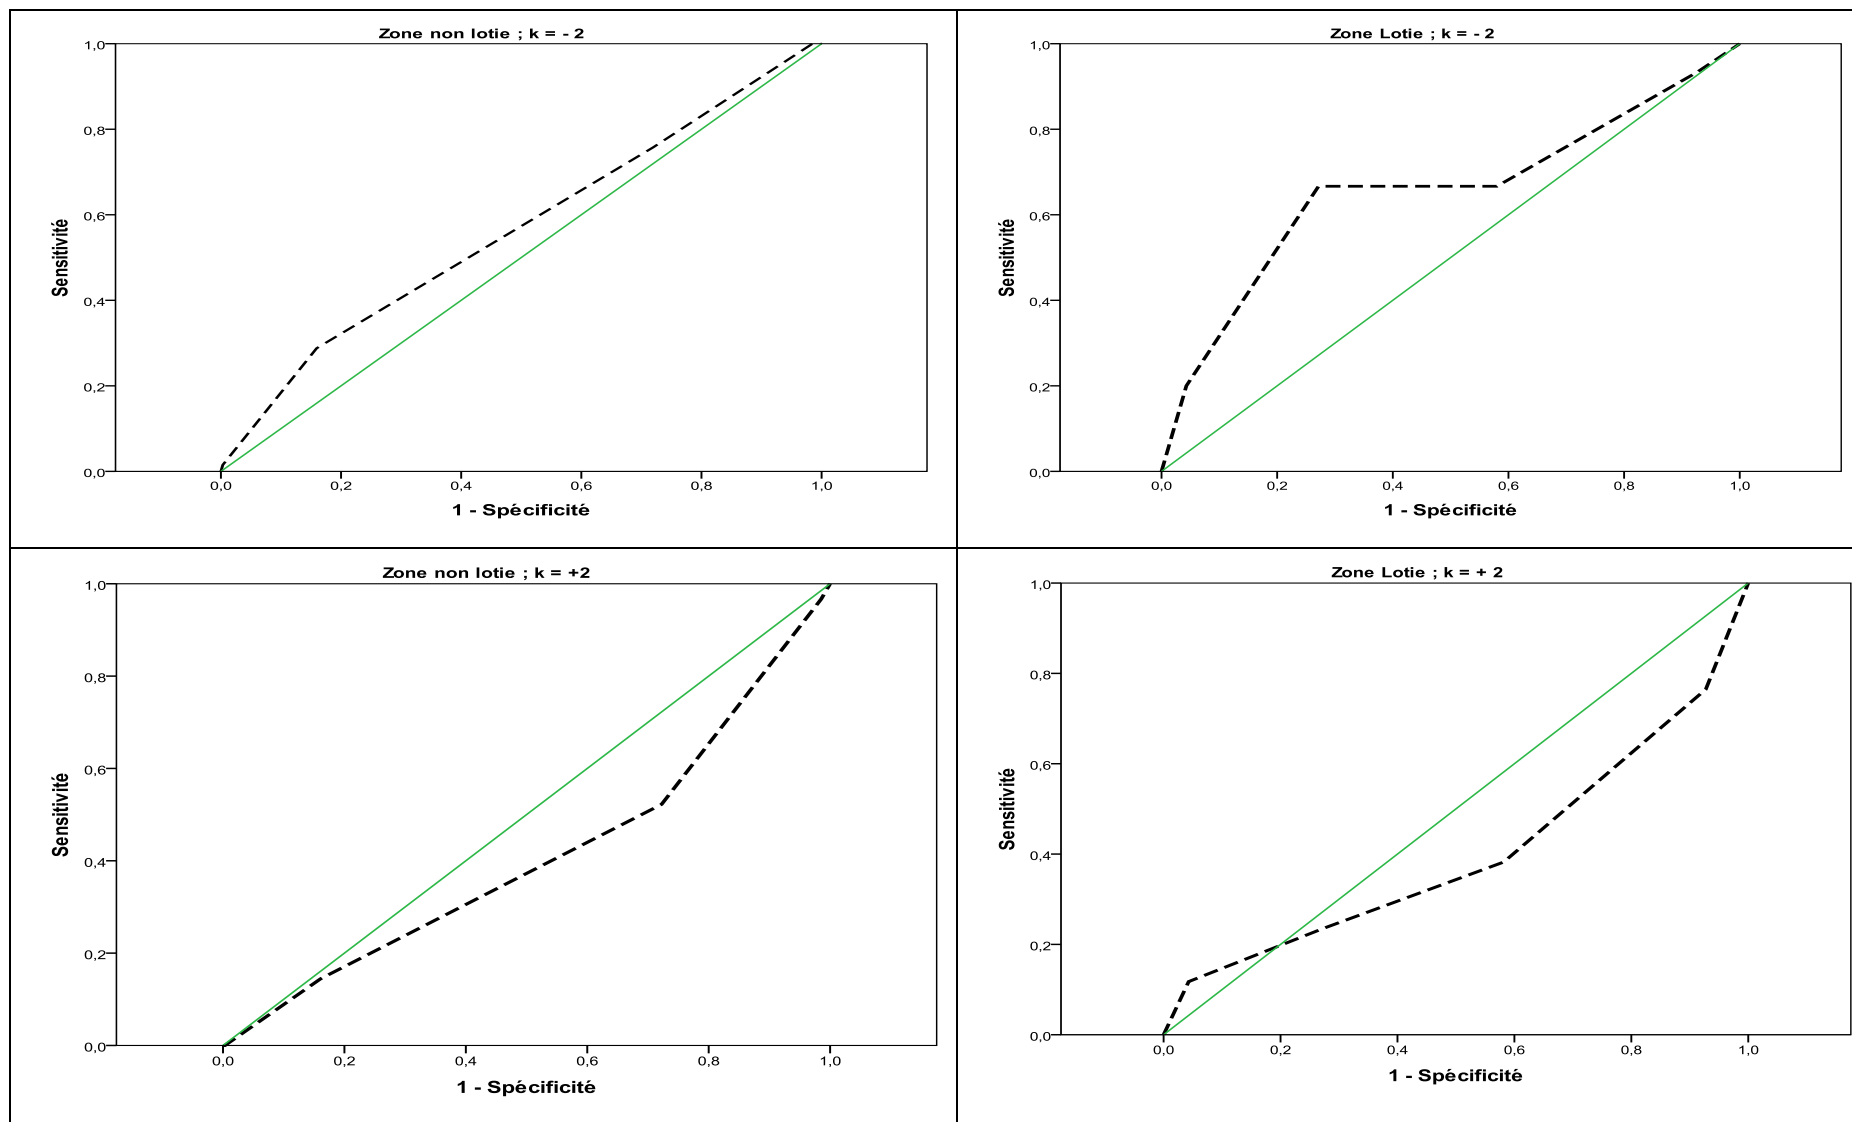 Zone non lotie ; k = - 2
1,0
0,8
0,6
0,4
0,2
0,0
Sensitivité
0,0 0,2 0,4 0,6 0,8 1,0
1 - Spécificité
Zone Lotie ; k = - 2
1,0
0,8
0,6
0,4
0,2
0,0
Sensitivité
0,0 0,2 0,4 0,6 0,8 1,0
1 - Spécificité
Zone non lotie ; k = +2
1,0
0,8
0,6
0,4
0,2
0,0
Sensitivité
0,0 0,2 0,4 0,6 0,8 1,0
1 - Spécificité
Zone Lotie ; k = + 2
1,0
0,8
0,6
0,4
0,2
0,0
Sensitivité
0,0 0,2 0,4 0,6 0,8 1,0
1 - Spécificité